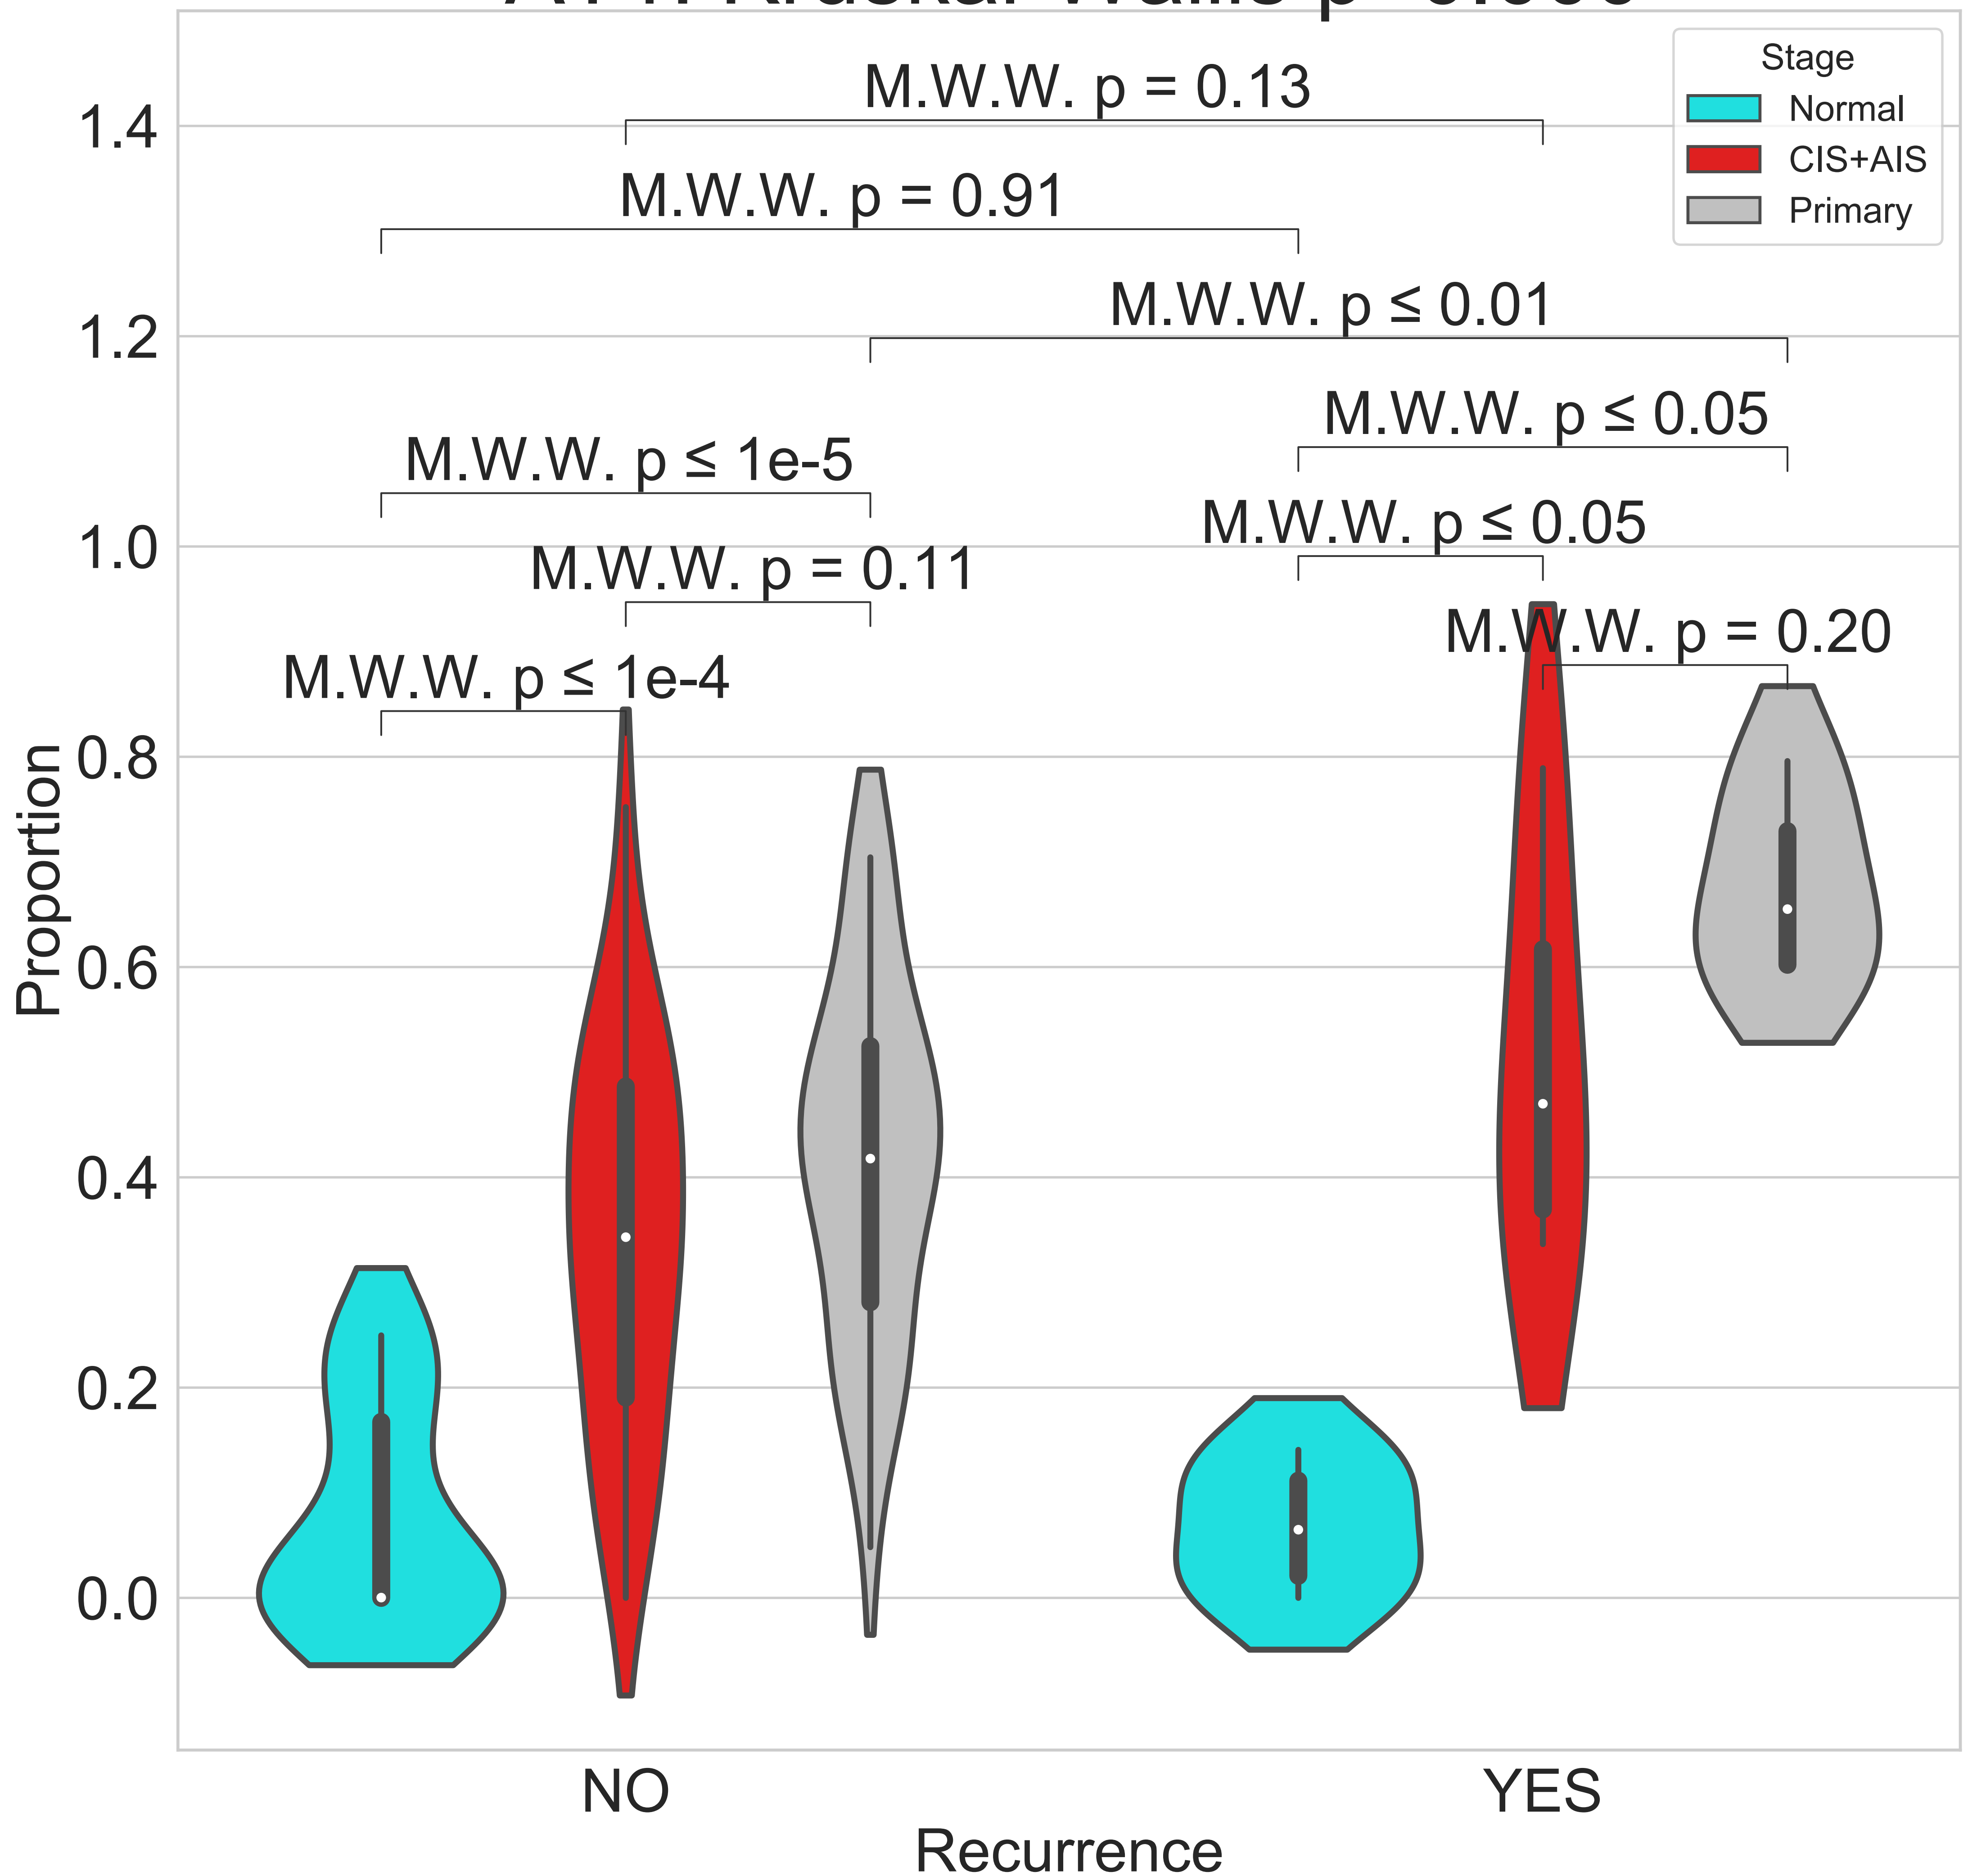 Stage
Normal
CIS+AIS
Primary
M.W.W. p = 0.13
M.W.W. p = 0.91
M.W.W. p ≤ 0.01
M.W.W. p ≤ 0.05
M.W.W. p ≤ 1e-5
M.W.W. p ≤ 0.05
M.W.W. p = 0.11
M.W.W. p = 0.20
M.W.W. p ≤ 1e-4
1.4
1.2
1.0
0.8
0.6
0.4
0.2
0.0
Proportion
NO
YES
Recurrence